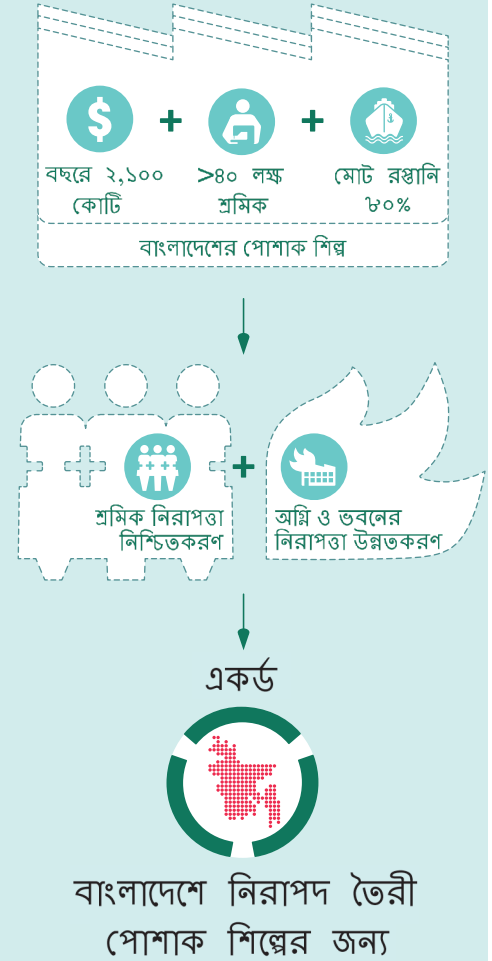 বছরে ২,১০০
কোটি
+
>৪০ লক্ষ
শ্রমিক
+
মোট রপ্তানি
৮০%
বাংলাদেশের পোশাক শিল্প
শ্রমিক নিরাপত্তা
নিশ্চিতকরণ
+
অগ্নি ও ভবনের
নিরাপত্তা উন্নতকরণ
একর্ড
বাংলাদেশে নিরাপদ তৈরী
পোশাক শিল্পের জন্য